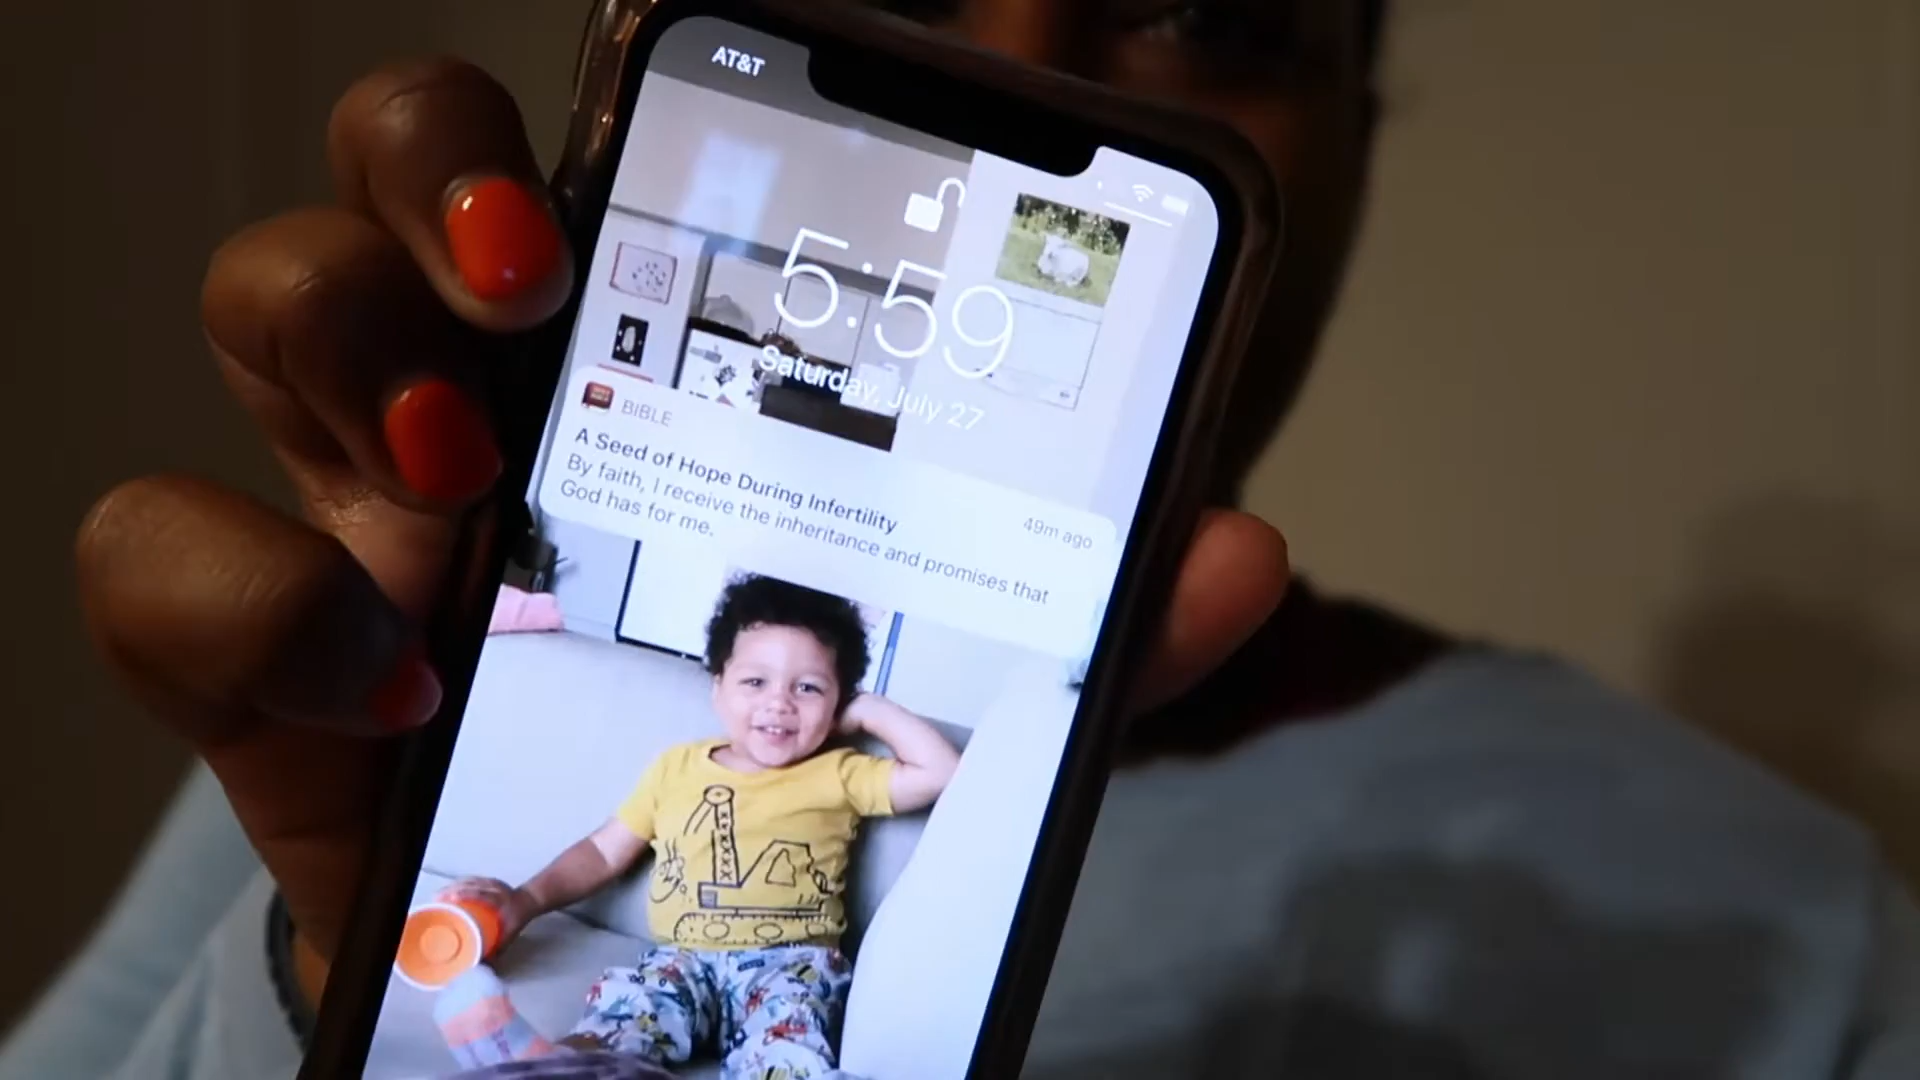 AT&T
5:59
Saturday, July 27
BIBLE
A Seed of Hope During Infertility
49m ago
By faith, I receive the inheritance and promises that
God has for me.